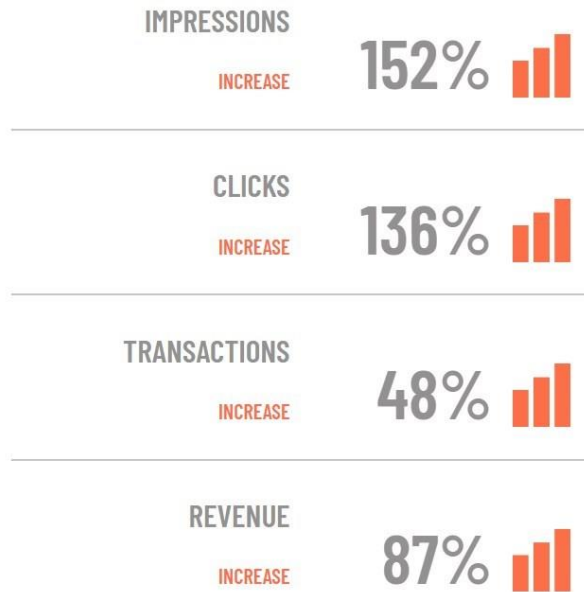 IMPRESSIONS
INCREASE
152%
CLICKS
INCREASE
136%
TRANSACTIONS
INCREASE
48%
REVENUE
INCREASE
87%